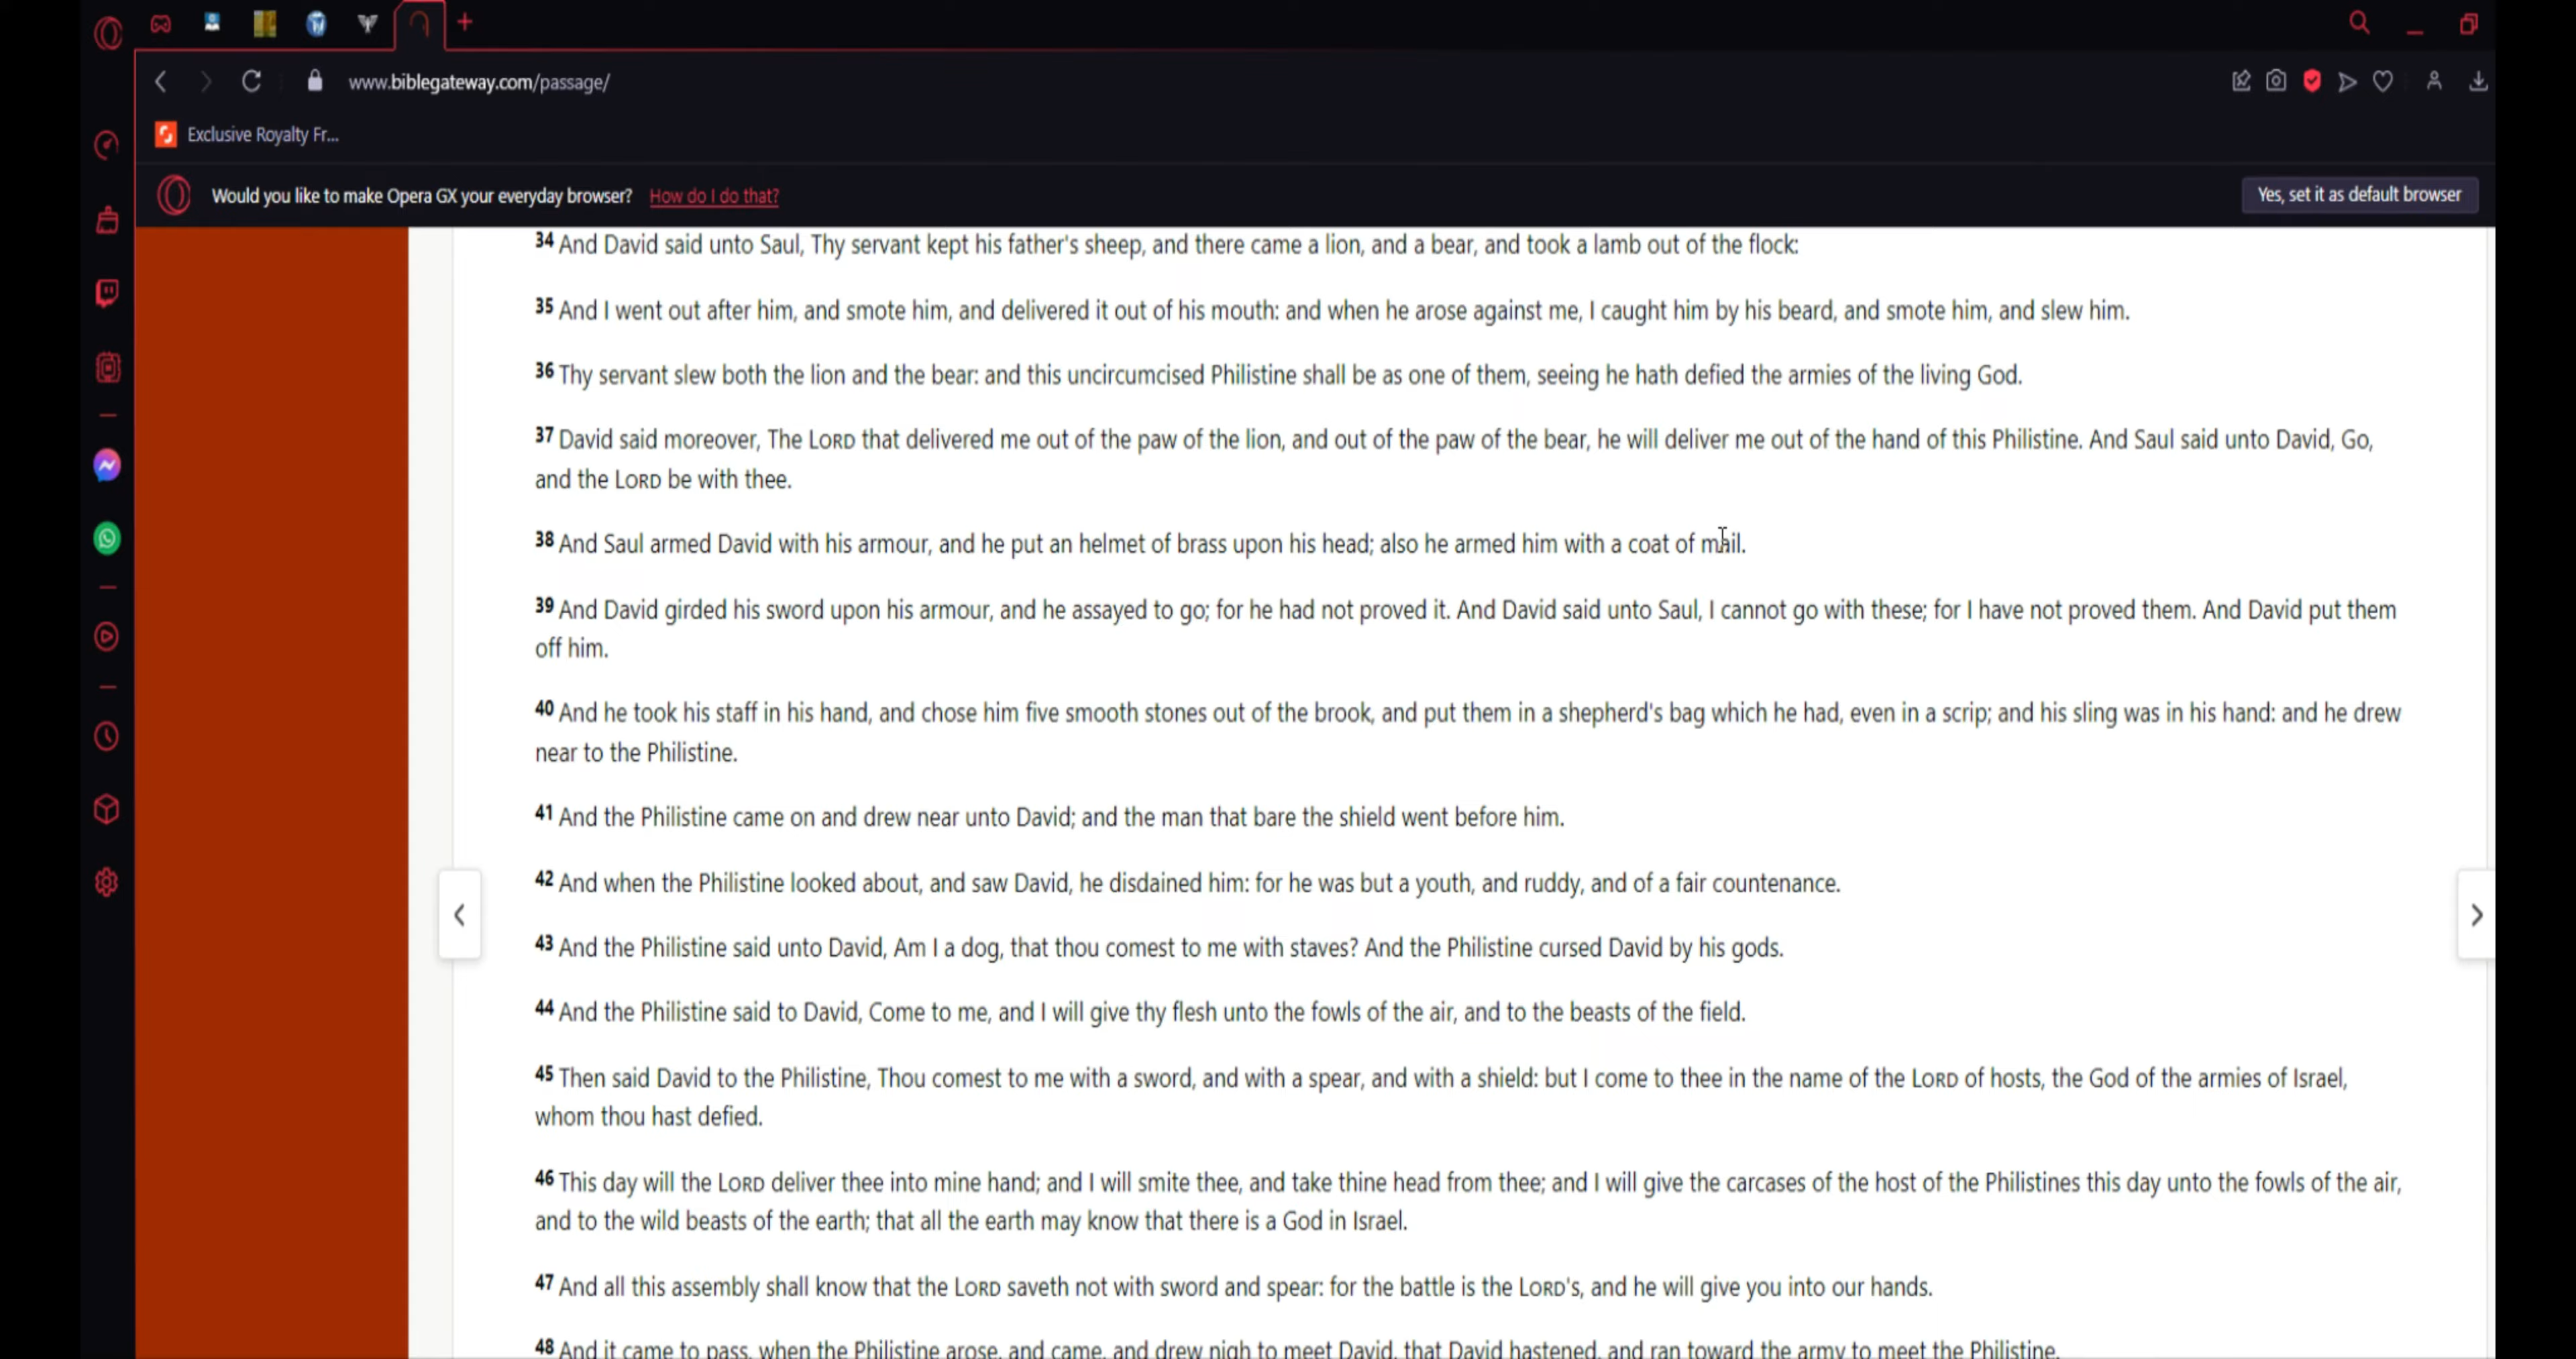 www.biblegateway.com/passage/
Exclusive Royalty Fr...
Would you like to make Opera GX your everyday browser? How do I do that? Yes, set it as default browser
34 And David said unto Saul, Thy servant kept his father's sheep, and there came a lion, and a bear, and took a lamb out of the flock:
35 And I went out after him, and smote him, and delivered it out of his mouth: and when he arose against me, I caught him by his beard, and smote him, and slew him.
36 Thy servant slew both the lion and the bear: and this uncircumcised Philistine shall be as one of them, seeing he hath defied the armies of the living God.
37 David said moreover, The LORD that delivered me out of the paw of the lion, and out of the paw of the bear, he will deliver me out of the hand of this Philistine. And Saul said unto David, Go,
and the LORD be with thee.
38 And Saul armed David with his armour, and he put an helmet of brass upon his head; also he armed him with a coat of mail.
39 And David girded his sword upon his armour, and he assayed to go; for he had not proved it. And David said unto Saul, I cannot go with these; for I have not proved them. And David put them
off him.
40 And he took his staff in his hand, and chose him five smooth stones out of the brook, and put them in a shepherd's bag which he had, even in a scrip; and his sling was in his hand: and he drew
near to the Philistine.
41 And the Philistine came on and drew near unto David; and the man that bare the shield went before him.
42 And when the Philistine looked about, and saw David, he disdained him: for he was but a youth, and ruddy, and of a fair countenance.
43 And the Philistine said unto David, Am I a dog, that thou comest to me with staves? And the Philistine cursed David by his gods.
44 And the Philistine said to David, Come to me, and I will give thy flesh unto the fowls of the air, and to the beasts of the field.
45 Then said David to the Philistine, Thou comest to me with a sword, and with a spear, and with a shield: but I come to thee in the name of the LORD of hosts, the God of the armies of Israel,
whom thou hast defied.
46 This day will the LORD deliver thee into mine hand; and I will smite thee, and take thine head from thee; and I will give the carcases of the host of the Philistines this day unto the fowls of the air,
and to the wild beasts of the earth; that all the earth may know that there is a God in Israel.
47 And all this assembly shall know that the LORD saveth not with sword and spear: for the battle is the LORD's, and he will give you into our hands.
48 And it came to pass, when the Philistine arose, and came, and drew nigh to meet David, that David hastened, and ran toward the army to meet the Philistine.